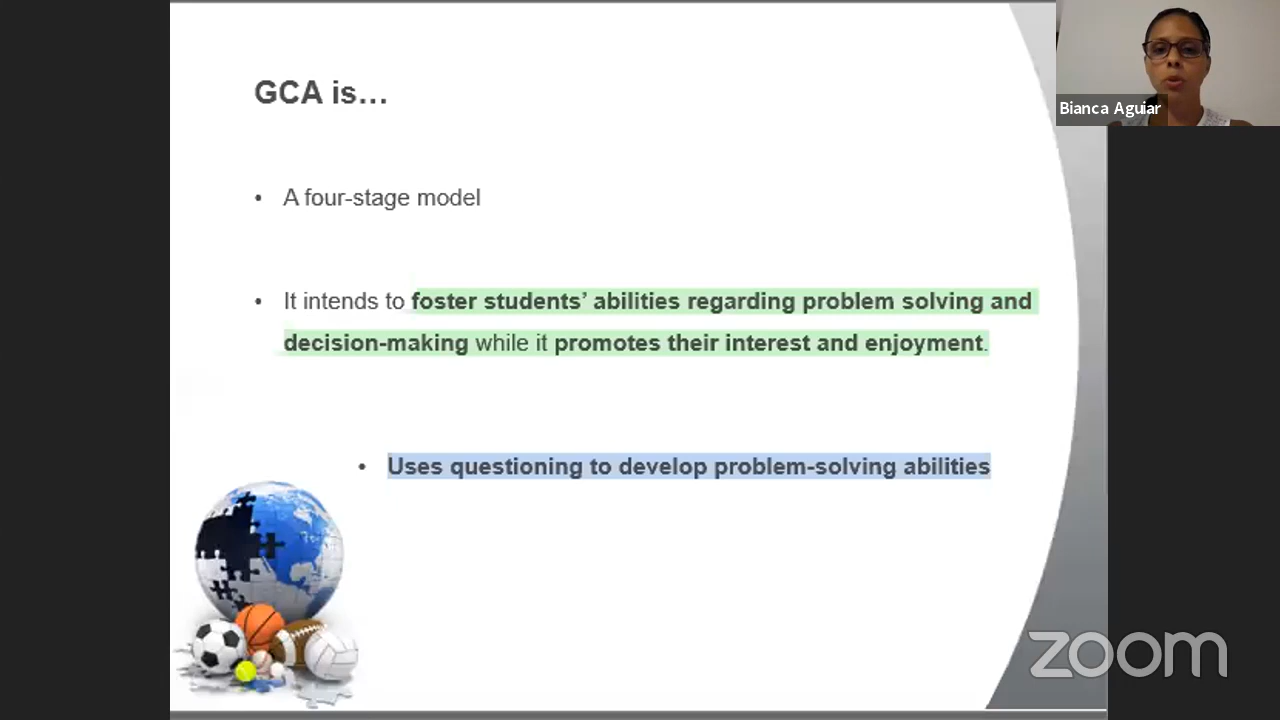 GCA is…
• A four-stage model
• It intends to foster students’ abilities regarding problem solving and
decision-making while it promotes their interest and enjoyment.
• Uses questioning to develop problem-solving abilities
Bianca Aguiar
zoom